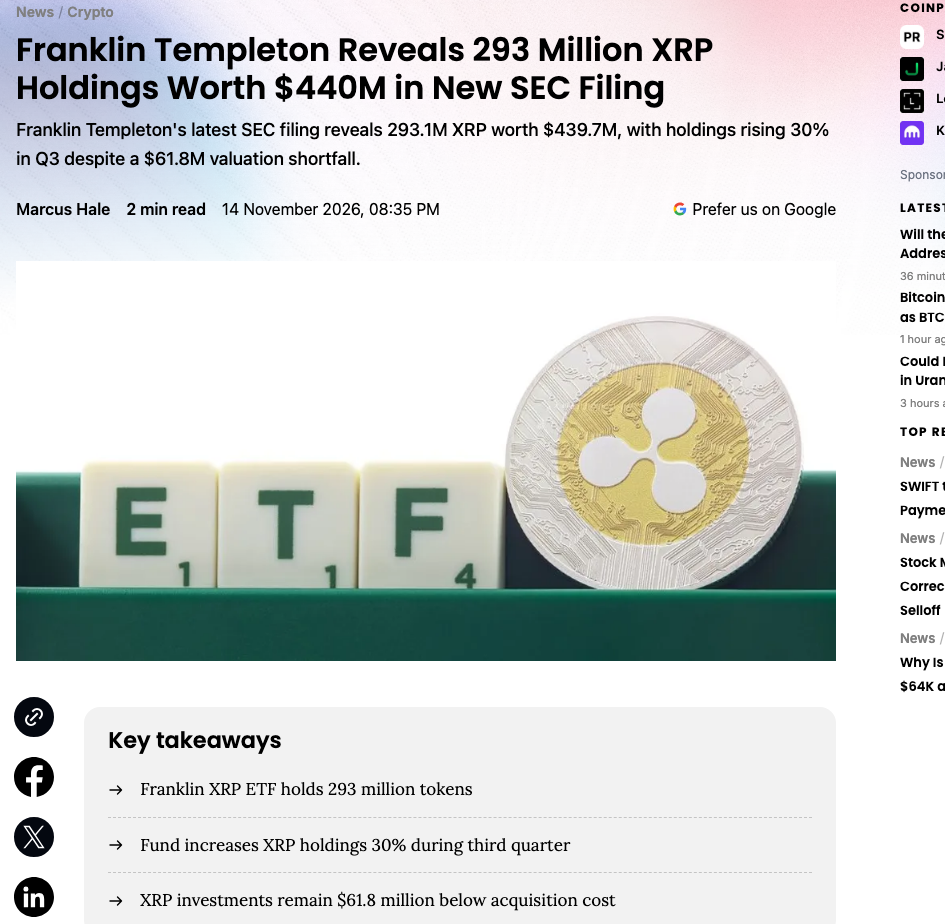 News / Crypto
Franklin Templeton Reveals 293 Million XRP
Holdings Worth $440M in New SEC Filing
Franklin Templeton's latest SEC filing reveals 293.1M XRP worth $439.7M, with holdings rising 30%
in Q3 despite a $61.8M valuation shortfall.
Marcus Hale 2 min read 14 November 2026, 08:35 PM
Prefer us on Google
E T F
1 1 4
Key takeaways
→ Franklin XRP ETF holds 293 million tokens
→ Fund increases XRP holdings 30% during third quarter
→ XRP investments remain $61.8 million below acquisition cost
COINP
PR S
J
L
K
Sponsor
LATEST
Will the
Addres
36 minut
Bitcoin
as BTC
1 hour ag
Could
in Uran
3 hours a
TOP RE
News /
SWIFT t
Payme
News /
Stock M
Correc
Selloff
News /
Why Is
$64K a